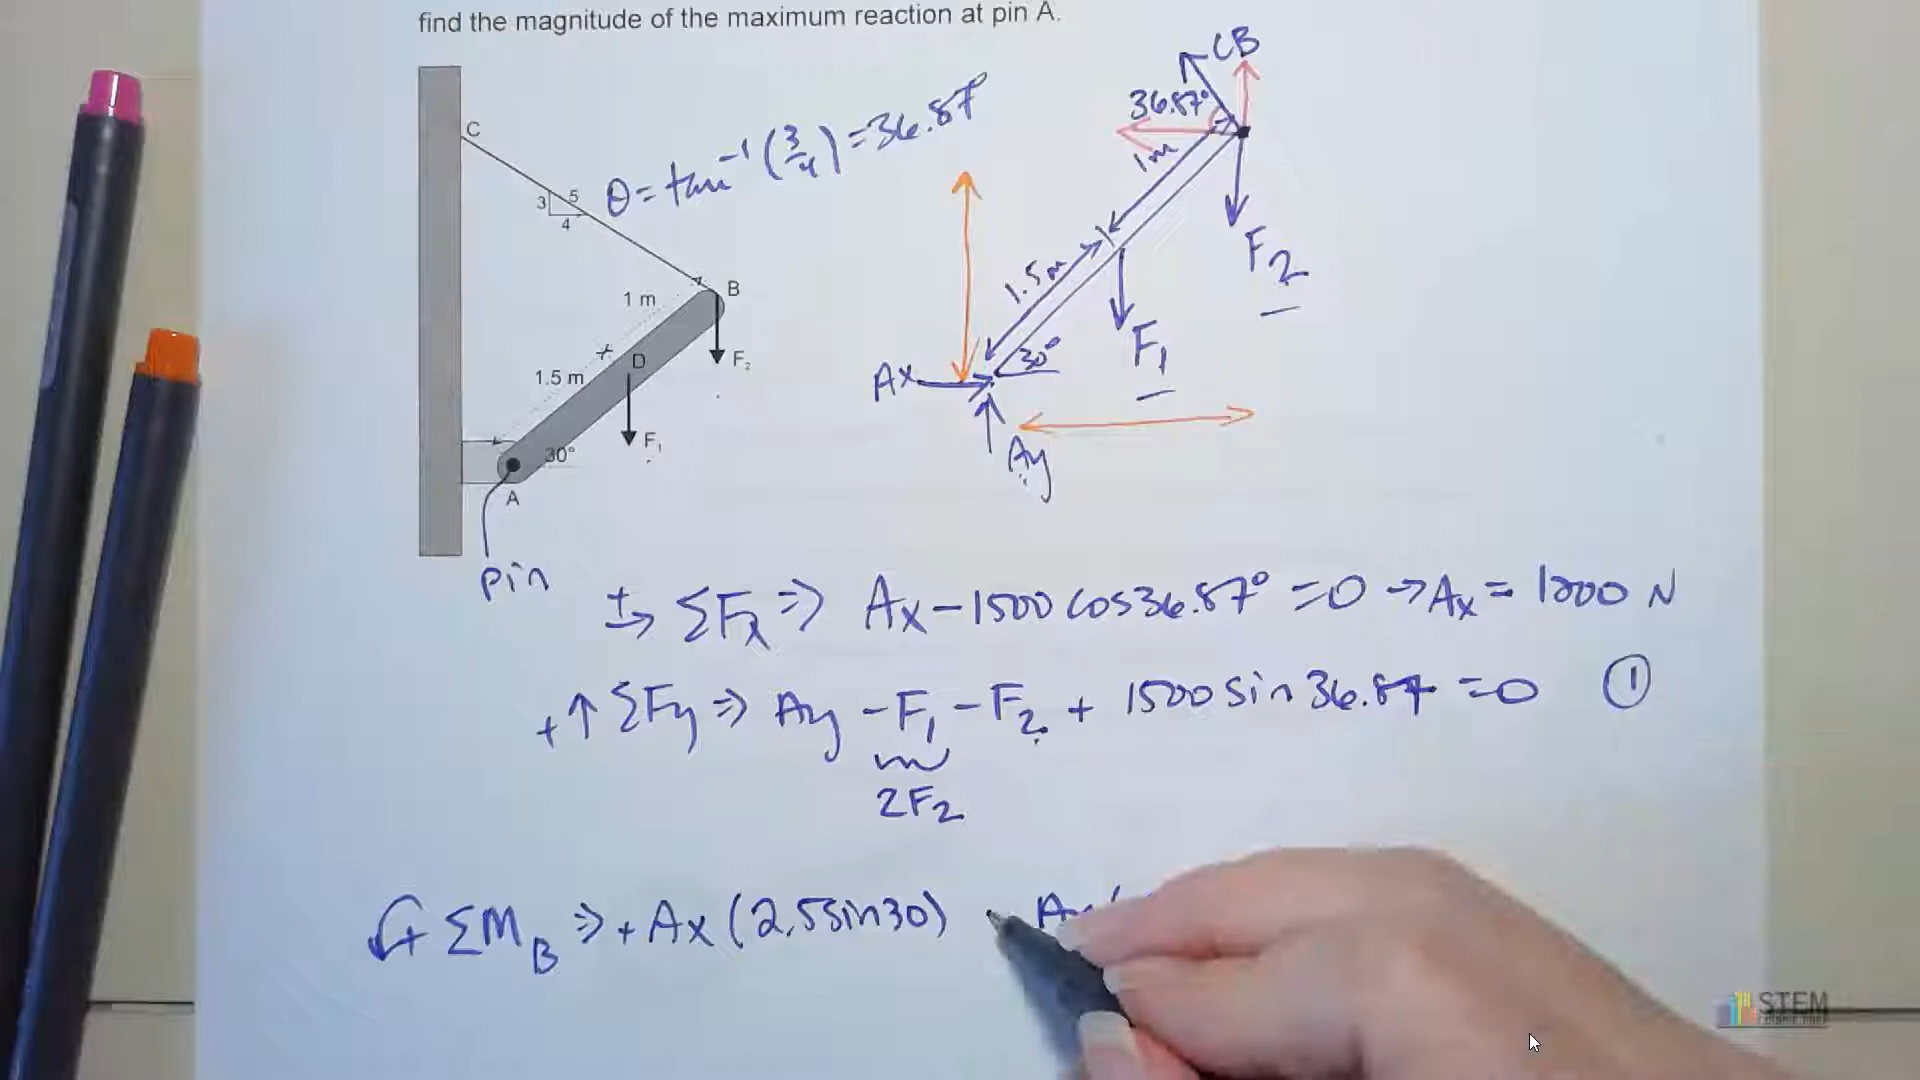 find the magnitude of the maximum reaction at pin A.
C
3 5
4
θ = tan⁻¹ (3/4) = 36.87°
B
1 m
D
1.5 m
F₂
F₁
30°
A
pin
CB
36.87°
1m
1.5m
F₂
F₁
30°
Ax
Ay
+→ ΣFx ⇒ Ax - 1500 cos 36.87° = 0 → Ax = 1200 N
+↑ ΣFy ⇒ Ay - F₁ - F₂ + 1500 sin 36.87 = 0 ①
2F₂
+ ΣM_B ⇒ + Ax (2.5 sin 30)
STEM